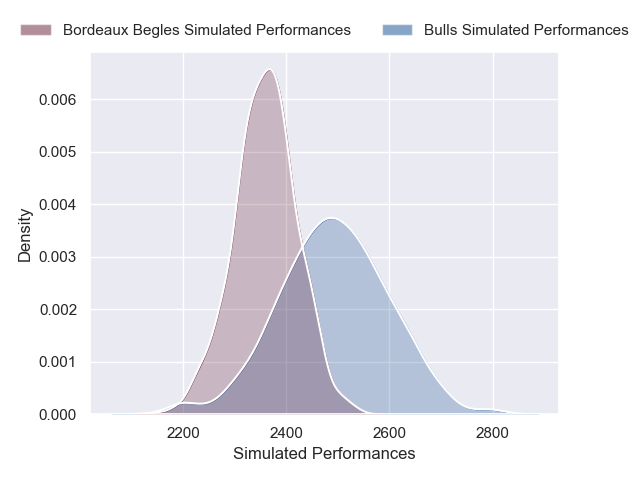 Bordeaux Begles Simulated Performances Bulls Simulated Performances
0.006
0.005
0.004
0.003
0.002
0.001
0.000
Density
2200 2400 2600 2800
Simulated Performances